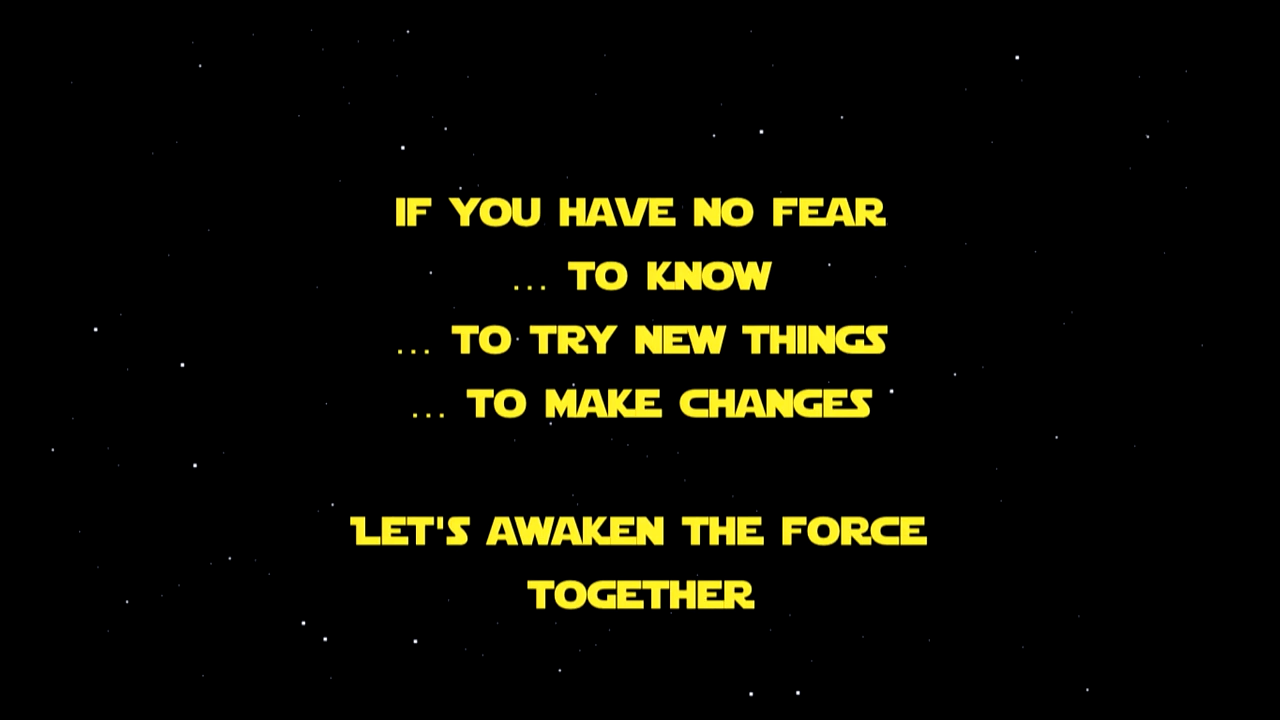 IF YOU HAVE NO FEAR
... TO KNOW
... TO TRY NEW THINGS
... TO MAKE CHANGES
LET'S AWAKEN THE FORCE
TOGETHER